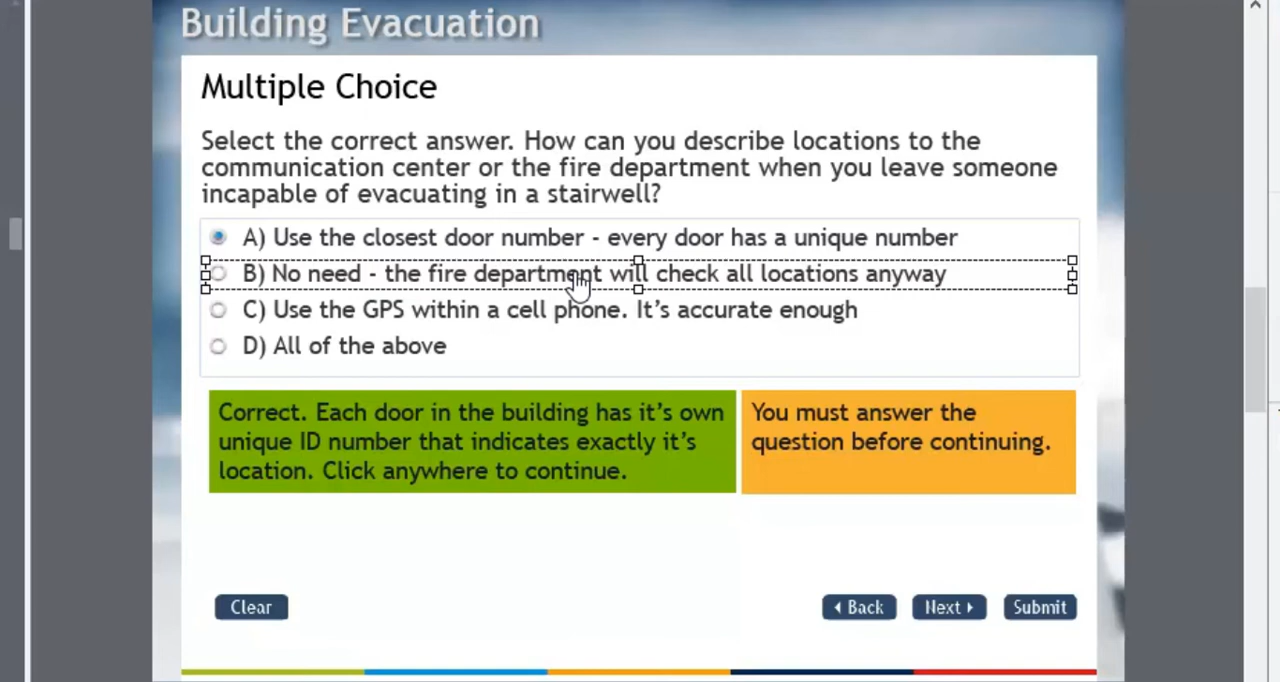 Building Evacuation
Multiple Choice
Select the correct answer. How can you describe locations to the
communication center or the fire department when you leave someone
incapable of evacuating in a stairwell?
A) Use the closest door number - every door has a unique number
B) No need - the fire department will check all locations anyway
C) Use the GPS within a cell phone. It's accurate enough
D) All of the above
Correct. Each door in the building has it's own
unique ID number that indicates exactly it's
location. Click anywhere to continue.
You must answer the
question before continuing.
Clear
Back
Next
Submit